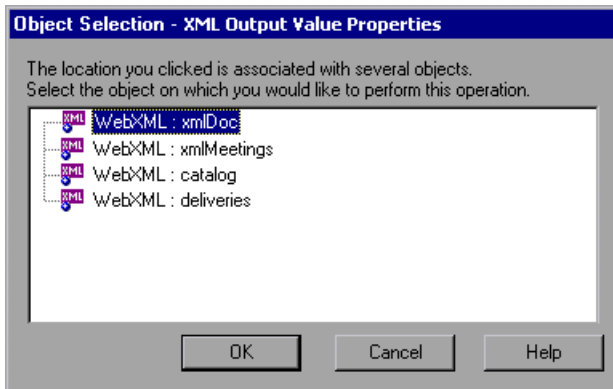 Object Selection - XML Output Value Properties
The location you clicked is associated with several objects.
Select the object on which you would like to perform this operation.
XML WebXML : xmlDoc
XML WebXML : xmlMeetings
XML WebXML : catalog
XML WebXML : deliveries
OK Cancel Help